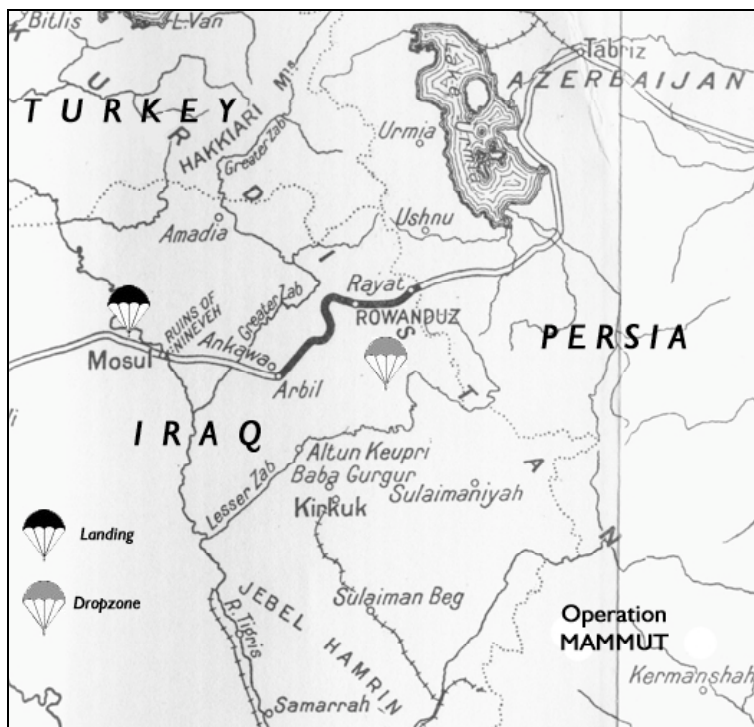 Bitlis
L.Van
Tabriz
AZERBAIJAN
TURKEY
KURDISTAN
HAKKIARI Mts
Greater Zab
Lake Urmia
Urmia
Ushnu
Amadia
Rayat
ROWANDUZ
Greater Zab
RUINS OF
NINEVEH
Ankawa
Mosul
Arbil
PERSIA
IRAQ
Altun Keupri
Baba Gurgur
Kirkuk
Sulaimaniyah
Lesser Zab
Landing
Dropzone
JEBEL HAMRIN
R.Tigris
Sulaiman Beg
Samarrah
Operation
MAMMUT
Kermanshah